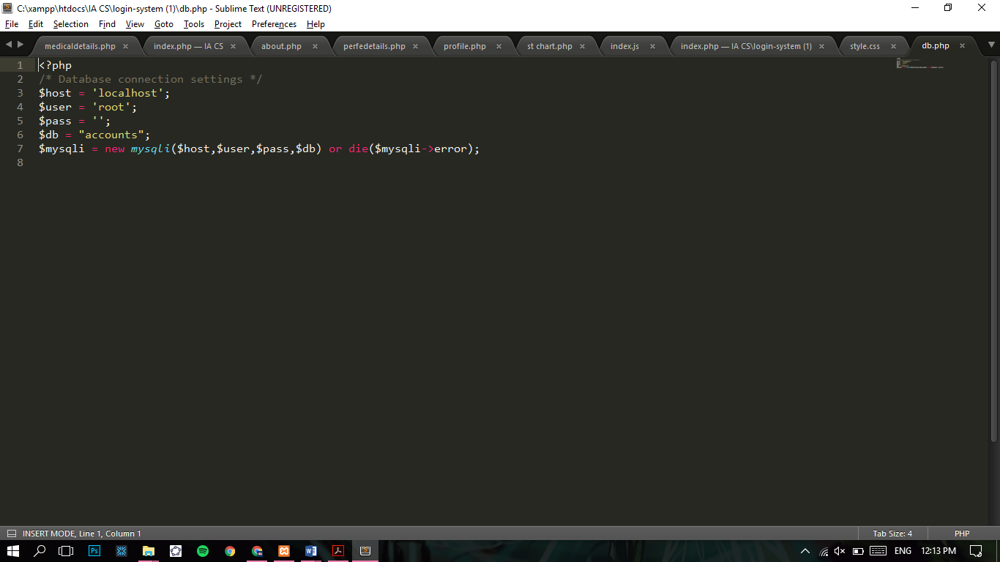 C:\xampp\htdocs\IA CS\login-system (1)\db.php - Sublime Text (UNREGISTERED)
File Edit Selection Find View Goto Tools Project Preferences Help
medicaldetails.php × index.php — IA CS × about.php × perfedetails.php × profile.php × st chart.php × index.js × index.php — IA CS\login-system (1) × style.css × db.php ×
1 <?php
2 /* Database connection settings */
3 $host = 'localhost';
4 $user = 'root';
5 $pass = '';
6 $db = "accounts";
7 $mysqli = new mysqli($host,$user,$pass,$db) or die($mysqli->error);
8
INSERT MODE, Line 1, Column 1 Tab Size: 4 PHP
Ps W ENG 12:13 PM